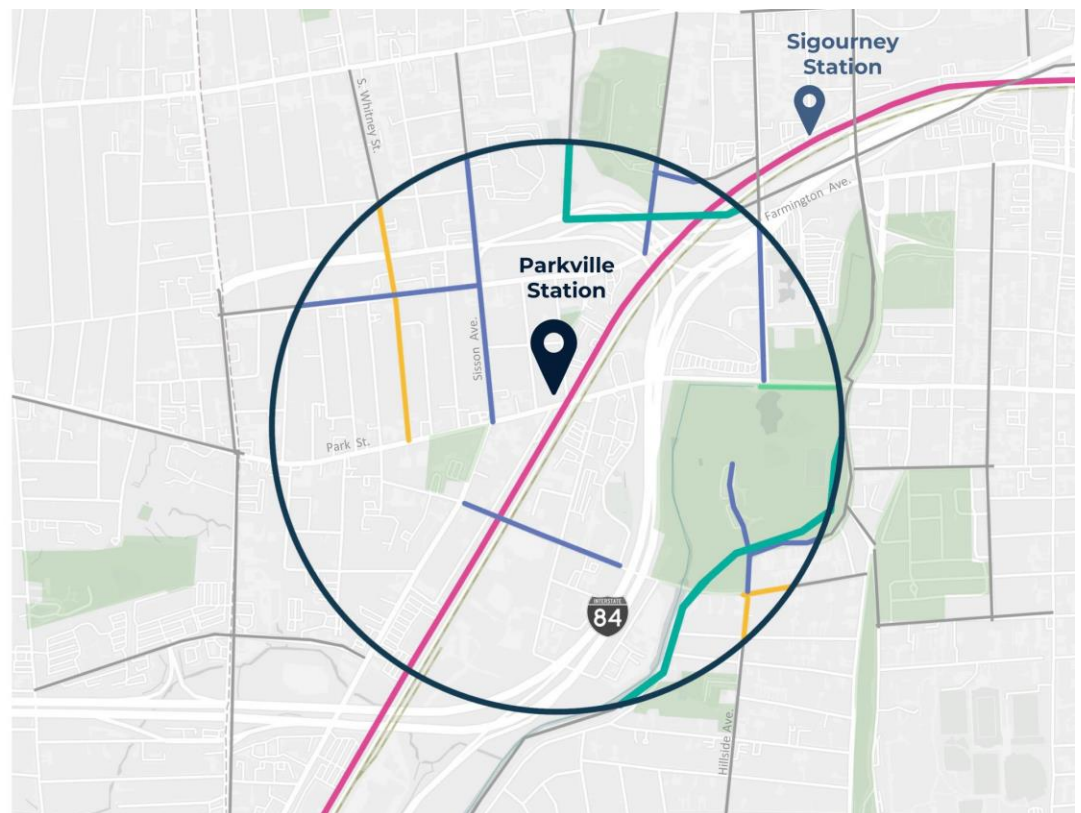 Sigourney
Station
S. Whitney St.
Farmington Ave.
Parkville
Station
Sisson Ave.
Park St.
INTERSTATE
84
Hillside Ave.